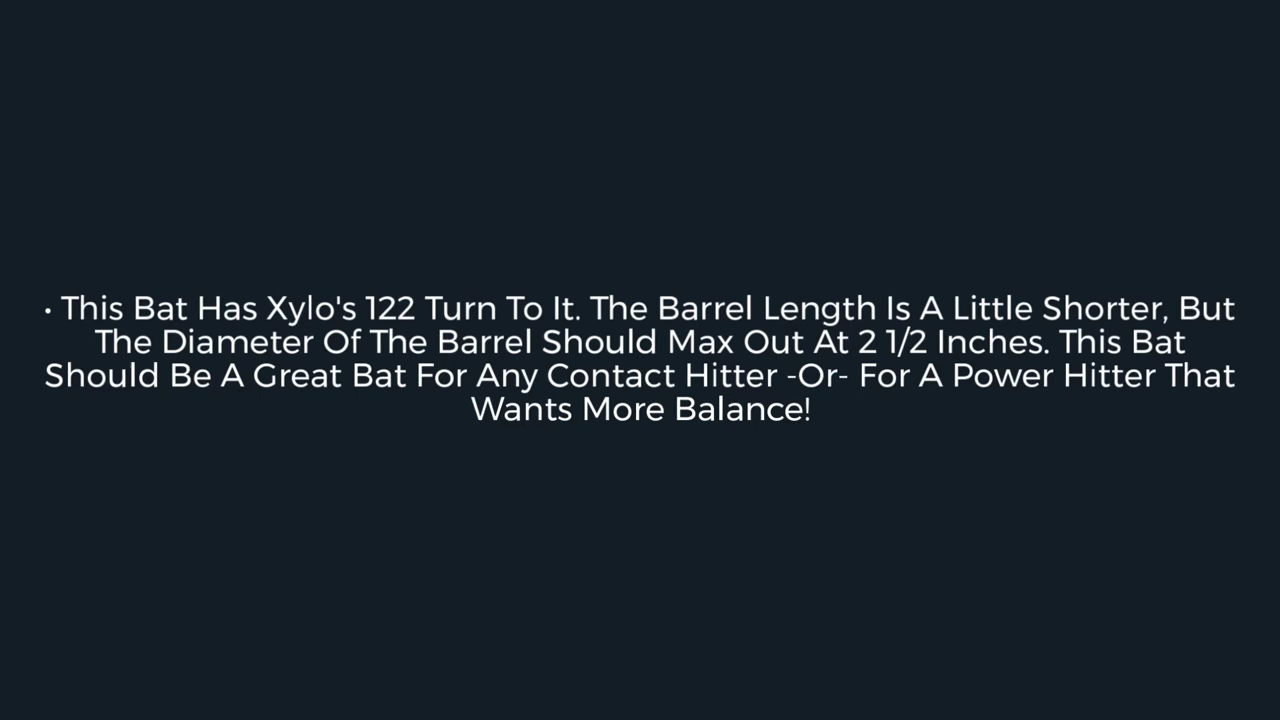 • This Bat Has Xylo's 122 Turn To It. The Barrel Length Is A Little Shorter, But
The Diameter Of The Barrel Should Max Out At 2 1/2 Inches. This Bat
Should Be A Great Bat For Any Contact Hitter -Or- For A Power Hitter That
Wants More Balance!